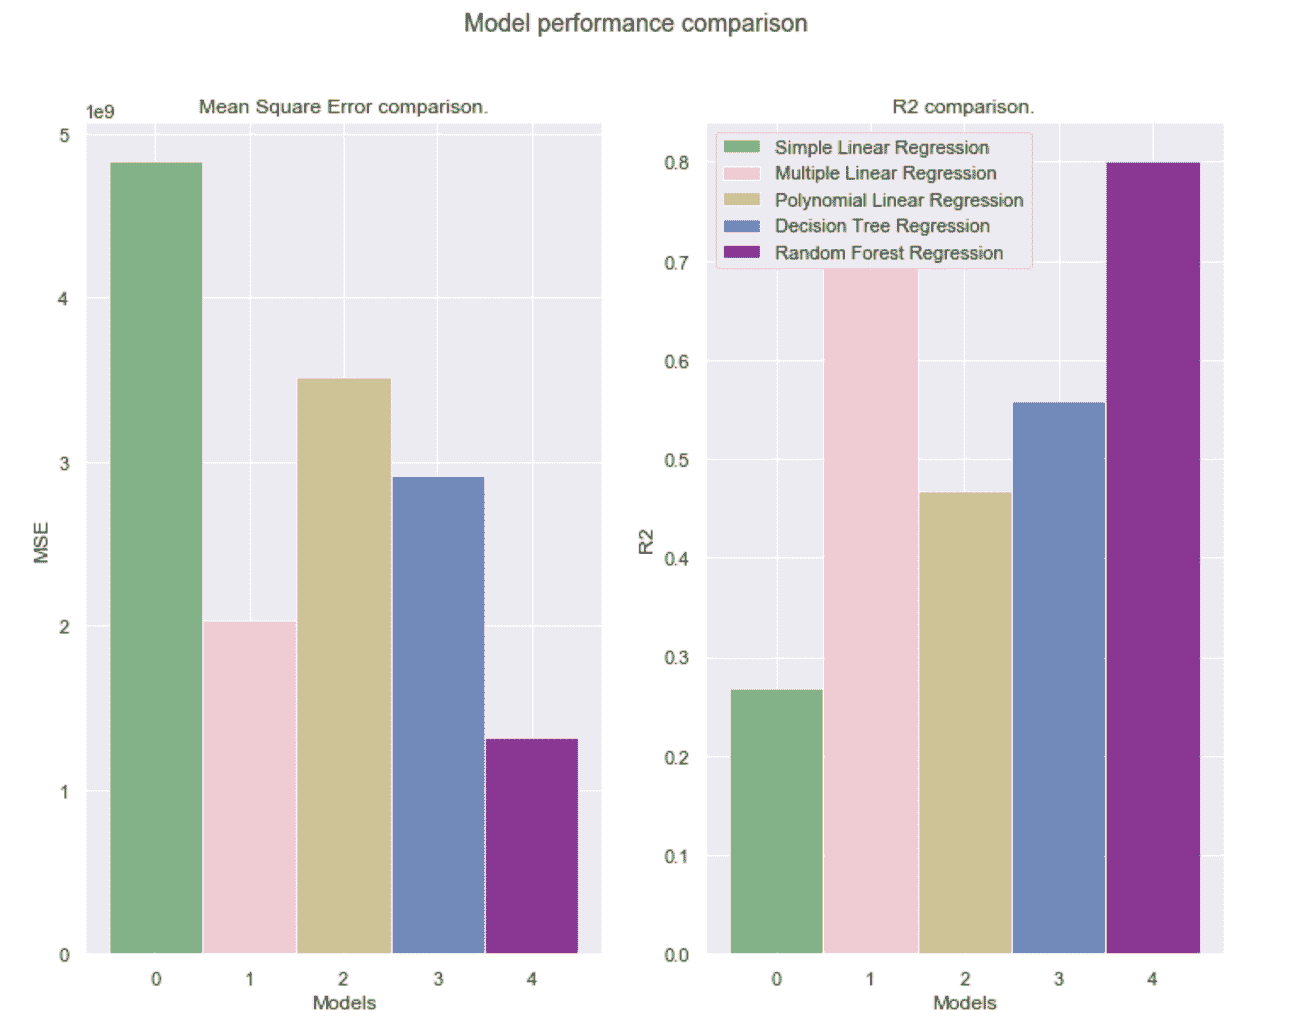 Model performance comparison
Mean Square Error comparison.
1e9
5
4
3
2
1
0
MSE
0 1 2 3 4
Models
R2 comparison.
Simple Linear Regression
Multiple Linear Regression
Polynomial Linear Regression
Decision Tree Regression
Random Forest Regression
0.8
0.7
0.6
0.5
0.4
0.3
0.2
0.1
0.0
R2
0 1 2 3 4
Models